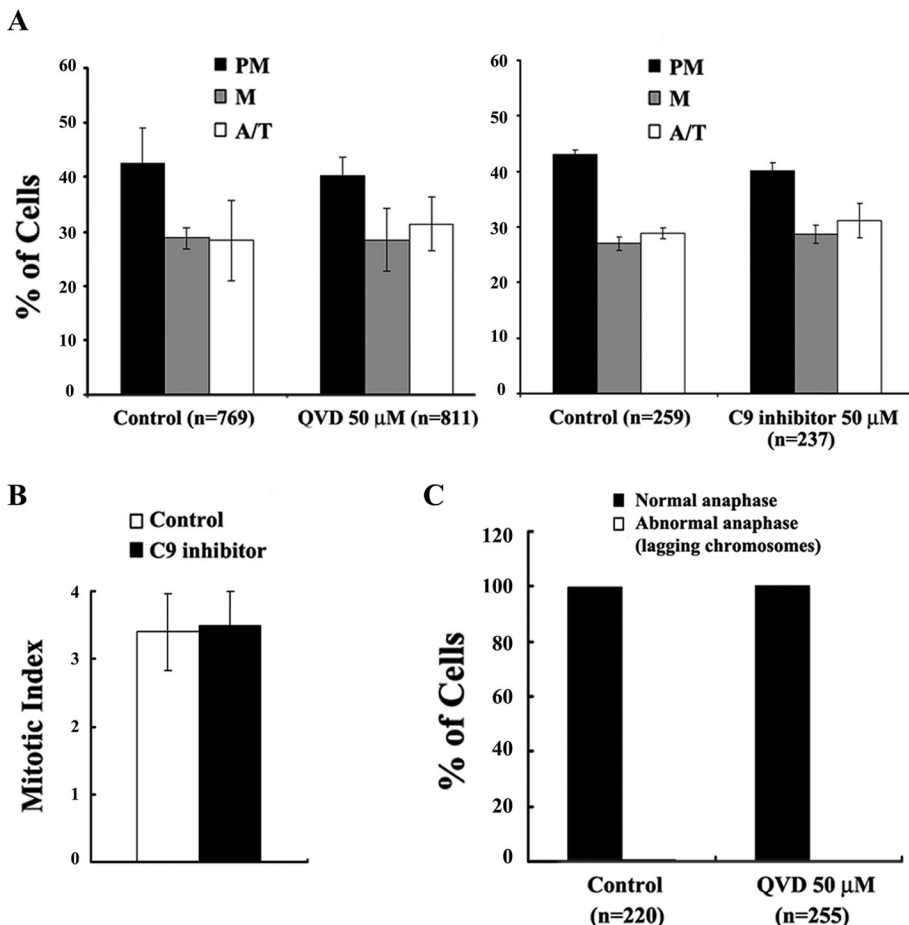 A
60
50
40
30
20
10
0
% of Cells
PM
M
A/T
Control (n=769)
QVD 50 μM (n=811)
60
50
40
30
20
10
0
PM
M
A/T
Control (n=259)
C9 inhibitor 50 μM
(n=237)
B
Control
C9 inhibitor
4
3
2
1
0
Mitotic Index
C
Normal anaphase
Abnormal anaphase
(lagging chromosomes)
120
100
80
60
40
20
0
% of Cells
Control
(n=220)
QVD 50 μM
(n=255)